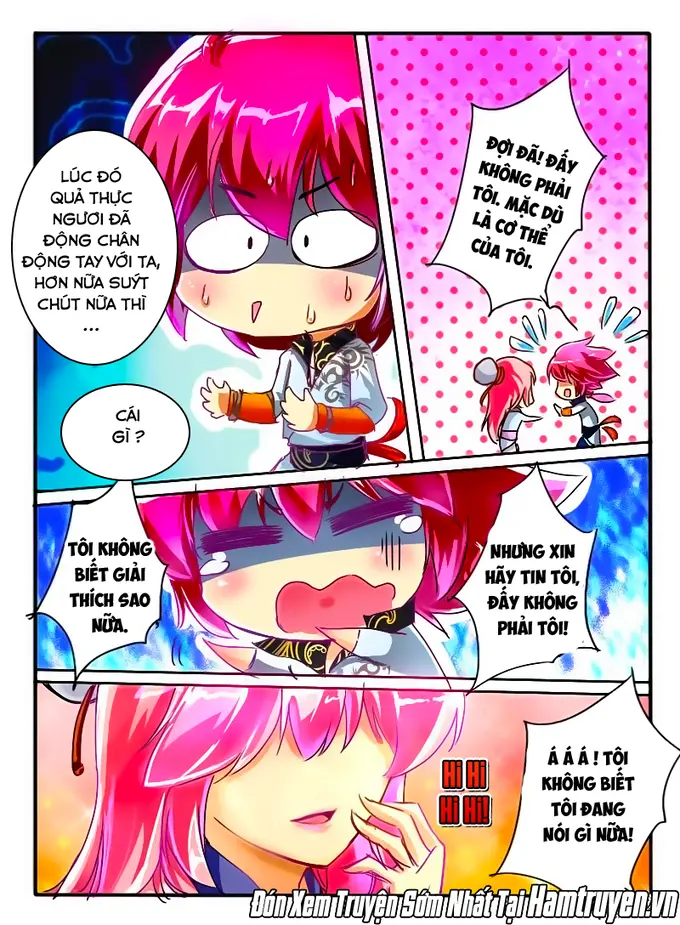 LÚC ĐÓ
QUẢ THỰC
NGƯƠI ĐÃ
ĐỘNG CHÂN
ĐỘNG TAY VỚI TA,
HƠN NỮA SUÝT
CHÚT NỮA THÌ
...
CÁI
GÌ ?
ĐỢI ĐÃ! ĐẤY
KHÔNG PHẢI
TÔI. MẶC DÙ
LÀ CƠ THỂ
CỦA TÔI.
TÔI KHÔNG
BIẾT GIẢI
THÍCH SAO
NỮA.
NHƯNG XIN
HÃY TIN TÔI,
ĐẤY KHÔNG
PHẢI TÔI!
Hi Hi
Hi Hi!
Á Á Á ! TÔI
KHÔNG BIẾT
TÔI ĐANG
NÓI GÌ NỮA!
Đón Xem Truyện Sớm Nhất Tại Hamtruyen.vn